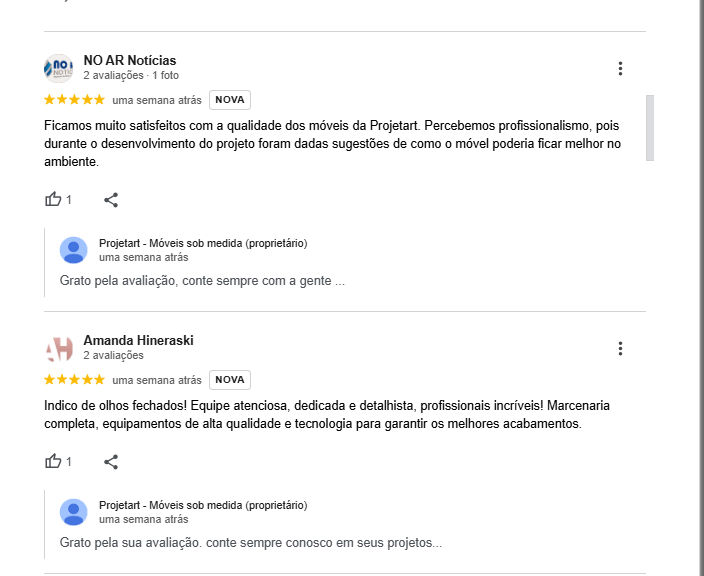 NO AR Notícias
2 avaliações · 1 foto
uma semana atrás NOVA
Ficamos muito satisfeitos com a qualidade dos móveis da Projetart. Percebemos profissionalismo, pois
durante o desenvolvimento do projeto foram dadas sugestões de como o móvel poderia ficar melhor no
ambiente.
1
Projetart - Móveis sob medida (proprietário)
uma semana atrás
Grato pela avaliação, conte sempre com a gente ...
AH
Amanda Hineraski
2 avaliações
uma semana atrás NOVA
Indico de olhos fechados! Equipe atenciosa, dedicada e detalhista, profissionais incríveis! Marcenaria
completa, equipamentos de alta qualidade e tecnologia para garantir os melhores acabamentos.
1
Projetart - Móveis sob medida (proprietário)
uma semana atrás
Grato pela sua avaliação. conte sempre conosco em seus projetos...